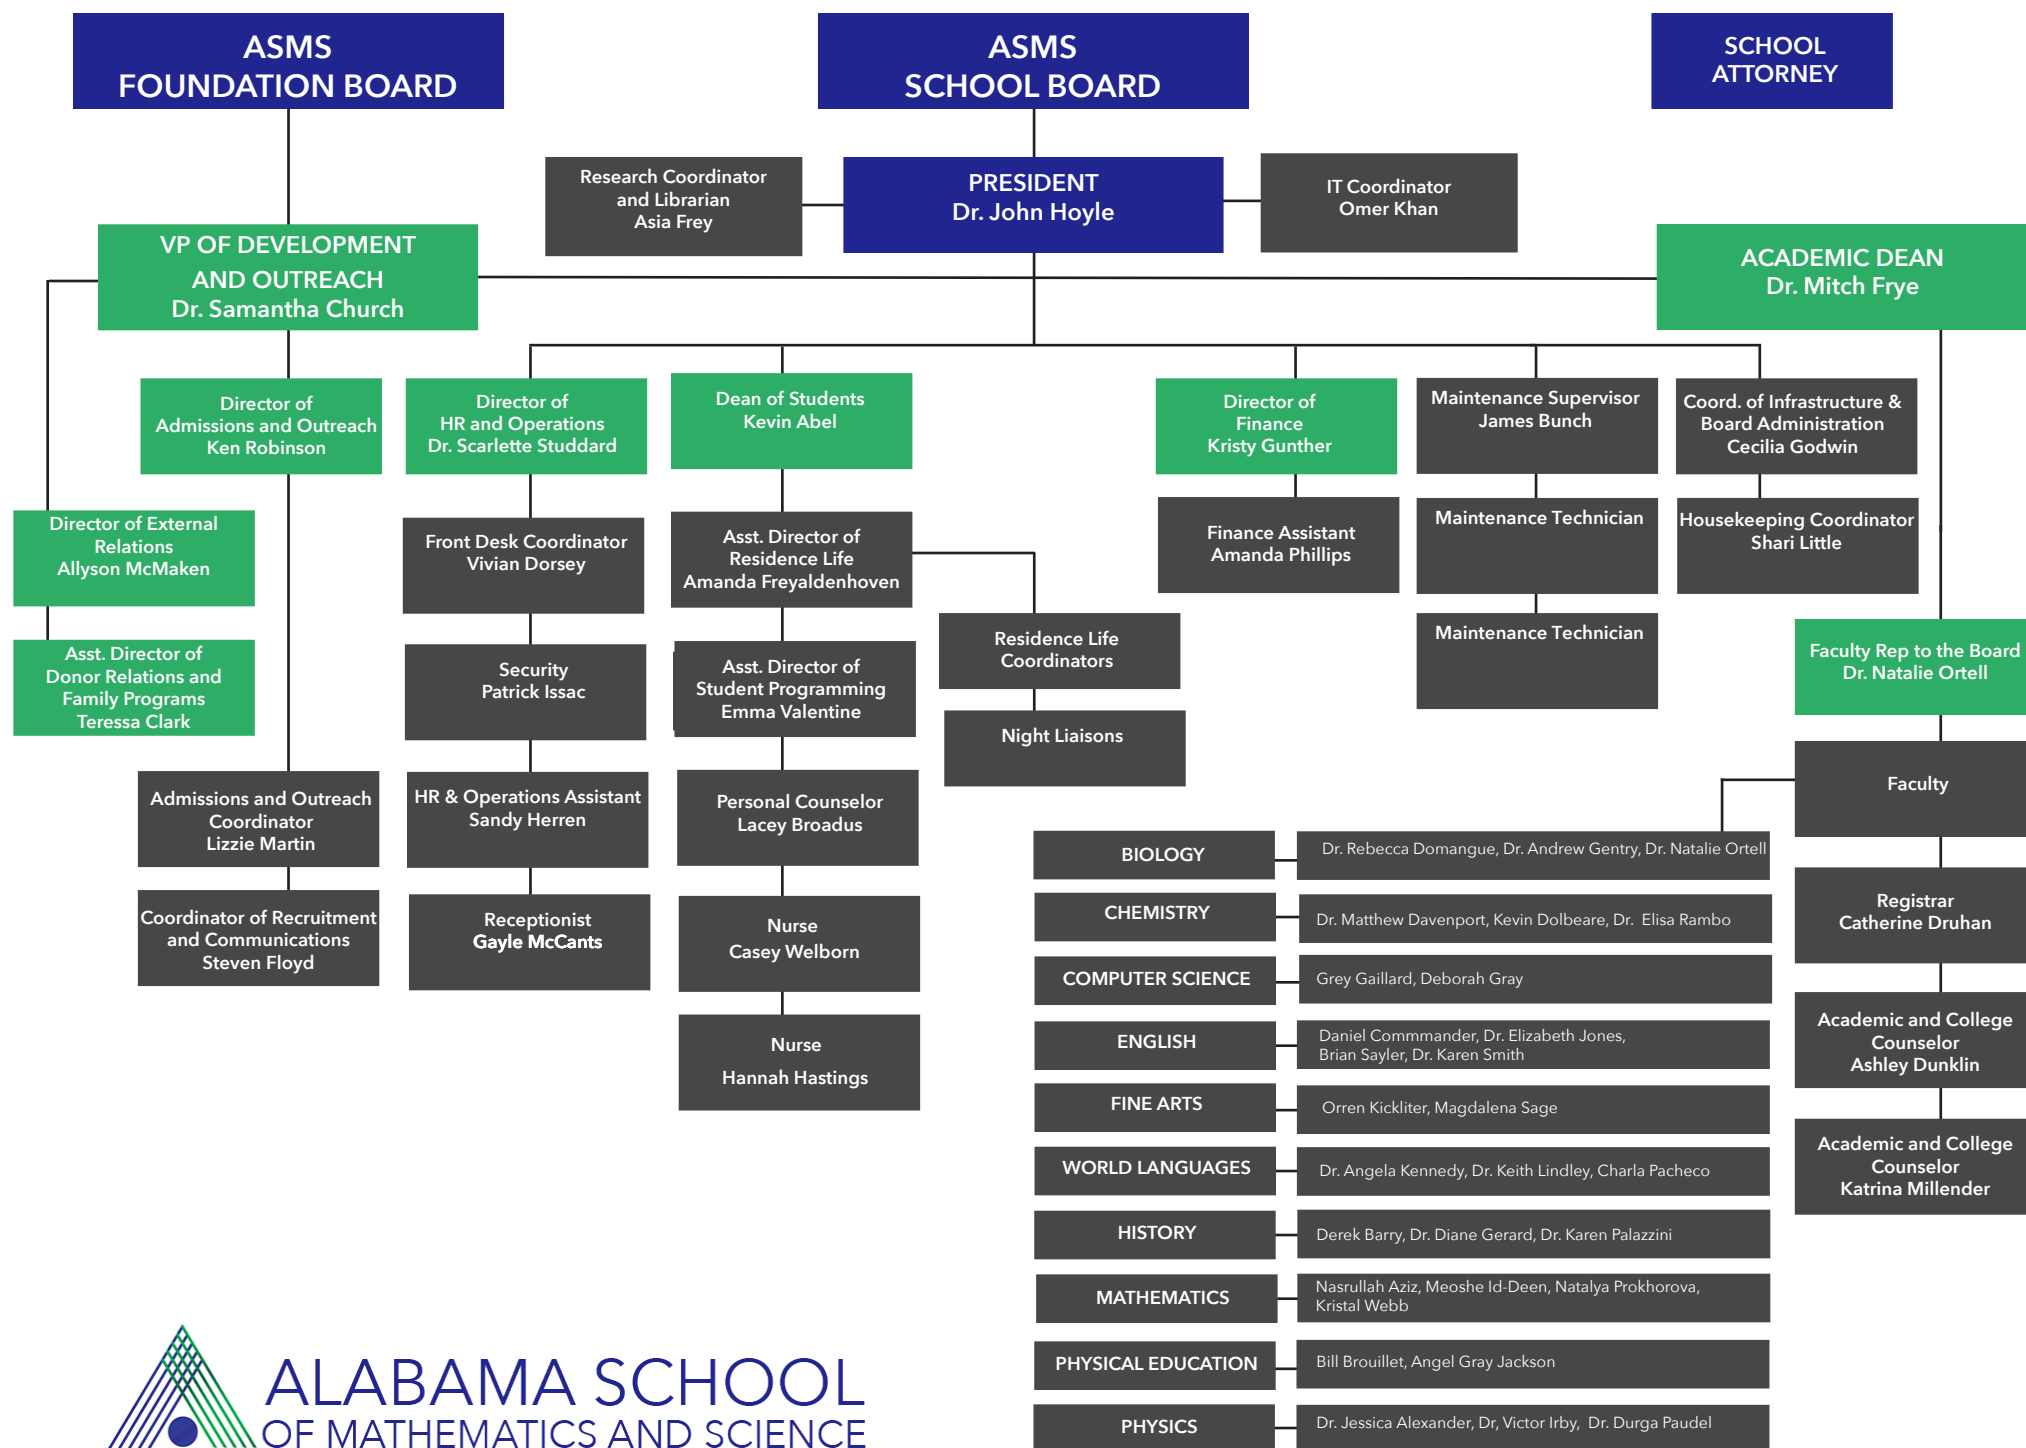 ASMS
FOUNDATION BOARD
ASMS
SCHOOL BOARD
SCHOOL
ATTORNEY
Research Coordinator
and Librarian
Asia Frey
PRESIDENT
Dr. John Hoyle
IT Coordinator
Omer Khan
VP OF DEVELOPMENT
AND OUTREACH
Dr. Samantha Church
ACADEMIC DEAN
Dr. Mitch Frye
Director of
Admissions and Outreach
Ken Robinson
Director of
HR and Operations
Dr. Scarlette Studdard
Dean of Students
Kevin Abel
Director of
Finance
Kristy Gunther
Maintenance Supervisor
James Bunch
Coord. of Infrastructure &
Board Administration
Cecilia Godwin
Director of External
Relations
Allyson McMaken
Front Desk Coordinator
Vivian Dorsey
Asst. Director of
Residence Life
Amanda Freyaldenhoven
Finance Assistant
Amanda Phillips
Maintenance Technician
Housekeeping Coordinator
Shari Little
Asst. Director of
Donor Relations and
Family Programs
Teressa Clark
Security
Patrick Issac
Asst. Director of
Student Programming
Emma Valentine
Residence Life
Coordinators
Maintenance Technician
Faculty Rep to the Board
Dr. Natalie Ortell
Night Liaisons
Admissions and Outreach
Coordinator
Lizzie Martin
HR & Operations Assistant
Sandy Herren
Personal Counselor
Lacey Broadus
Faculty
Coordinator of Recruitment
and Communications
Steven Floyd
Receptionist
Gayle McCants
Nurse
Casey Welborn
Nurse
Hannah Hastings
Registrar
Catherine Druhan
Academic and College
Counselor
Ashley Dunklin
Academic and College
Counselor
Katrina Millender
BIOLOGY
Dr. Rebecca Domangue, Dr. Andrew Gentry, Dr. Natalie Ortell
CHEMISTRY
Dr. Matthew Davenport, Kevin Dolbeare, Dr. Elisa Rambo
COMPUTER SCIENCE
Grey Gaillard, Deborah Gray
ENGLISH
Daniel Commmander, Dr. Elizabeth Jones,
Brian Sayler, Dr. Karen Smith
FINE ARTS
Orren Kickliter, Magdalena Sage
WORLD LANGUAGES
Dr. Angela Kennedy, Dr. Keith Lindley, Charla Pacheco
HISTORY
Derek Barry, Dr. Diane Gerard, Dr. Karen Palazzini
MATHEMATICS
Nasrullah Aziz, Meoshe Id-Deen, Natalya Prokhorova,
Kristal Webb
PHYSICAL EDUCATION
Bill Brouillet, Angel Gray Jackson
PHYSICS
Dr. Jessica Alexander, Dr, Victor Irby, Dr. Durga Paudel
ALABAMA SCHOOL
OF MATHEMATICS AND SCIENCE